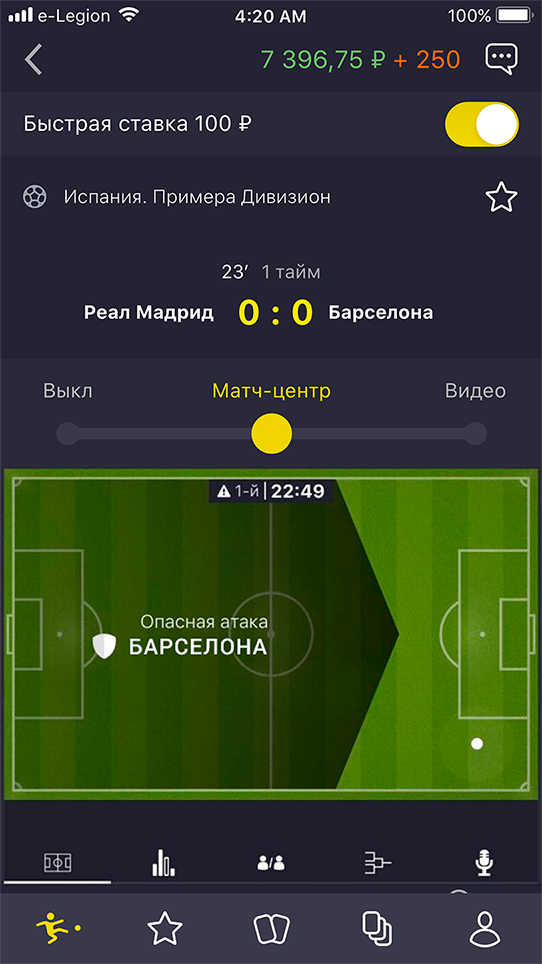 e-Legion 4:20 AM 100%
7 396,75 ₽ + 250
Быстрая ставка 100 ₽
Испания. Примера Дивизион
23′ 1 тайм
Реал Мадрид 0 : 0 Барселона
Выкл Матч-центр Видео
1-й | 22:49
Опасная атака
БАРСЕЛОНА